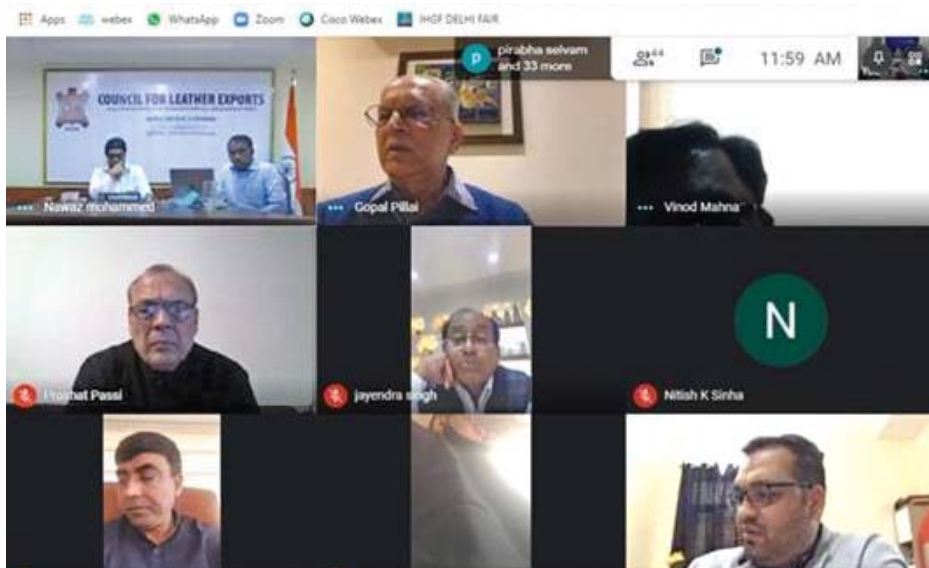 Apps webex WhatsApp Zoom Cisco Webex IHGF DELHI FAIR
pirabha selvam
and 33 more
P
44
11:59 AM
COUNCIL FOR LEATHER EXPORTS
Nawaz mohammed
Gopal Pillai
Vinod Mahna
Prashat Passi
jayendra singh
N
Nitish K Sinha